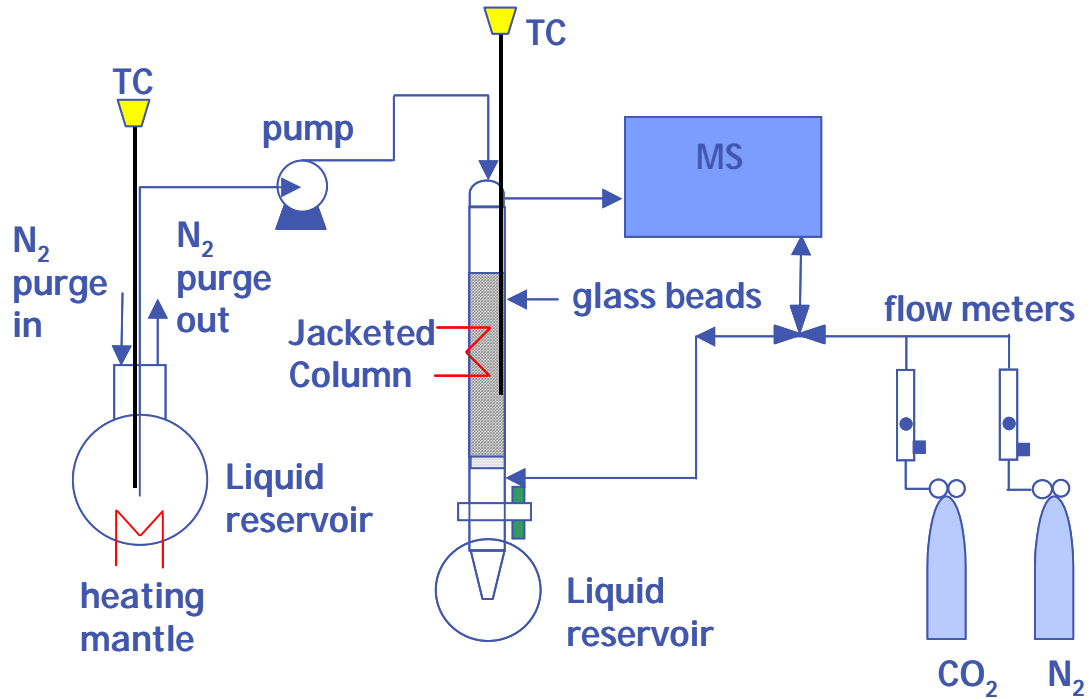 TC
TC
pump
MS
N₂
purge
in
N₂
purge
out
glass beads
flow meters
Jacketed
Column
Liquid
reservoir
heating
mantle
Liquid
reservoir
CO₂
N₂